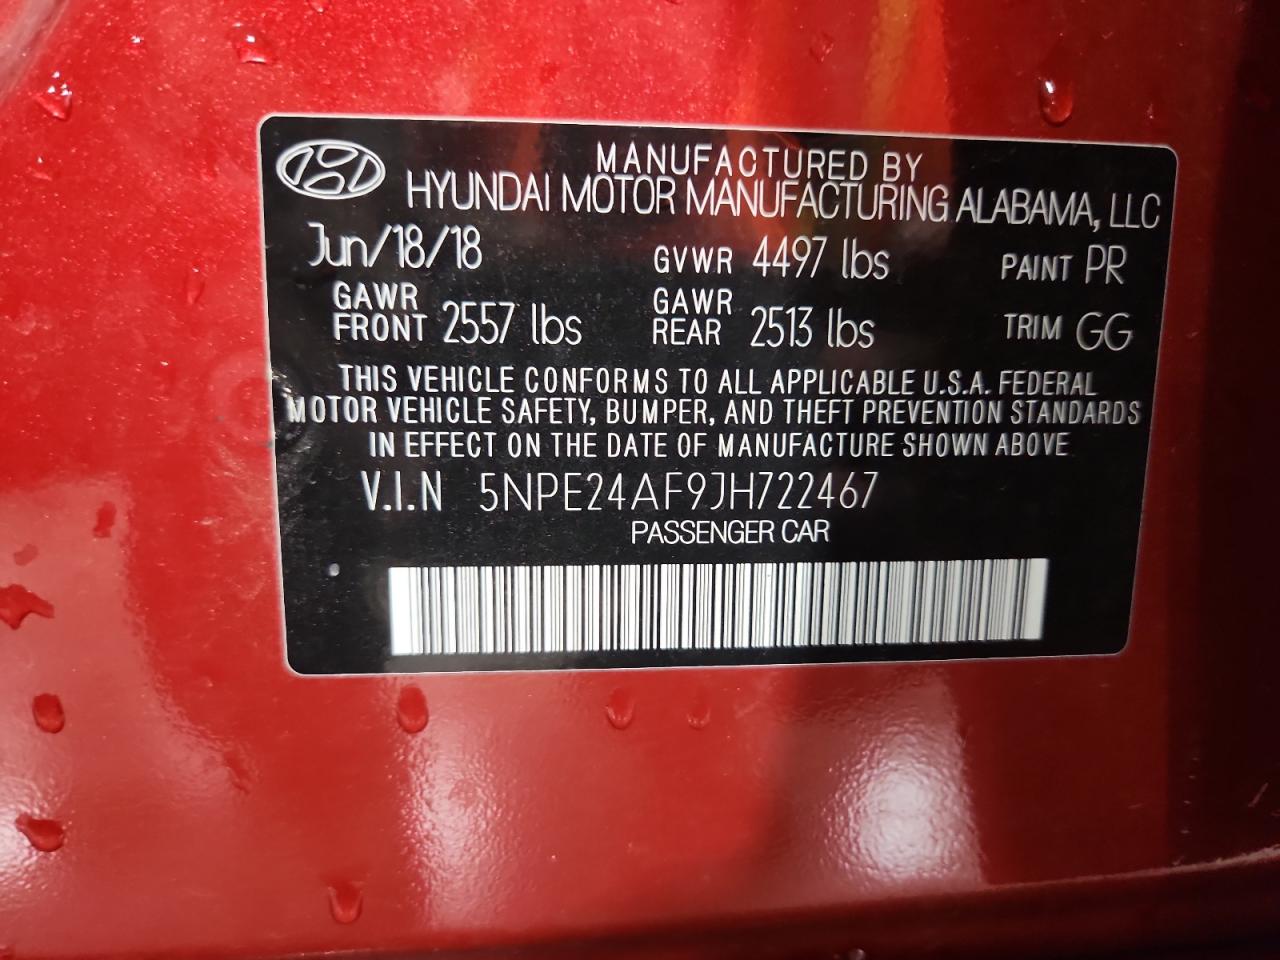 MANUFACTURED BY
HYUNDAI MOTOR MANUFACTURING ALABAMA, LLC
Jun/18/18 GVWR 4497 lbs PAINT PR
GAWR FRONT 2557 lbs GAWR REAR 2513 lbs TRIM GG
THIS VEHICLE CONFORMS TO ALL APPLICABLE U.S.A. FEDERAL
MOTOR VEHICLE SAFETY, BUMPER, AND THEFT PREVENTION STANDARDS
IN EFFECT ON THE DATE OF MANUFACTURE SHOWN ABOVE
V.I.N 5NPE24AF9JH722467
PASSENGER CAR